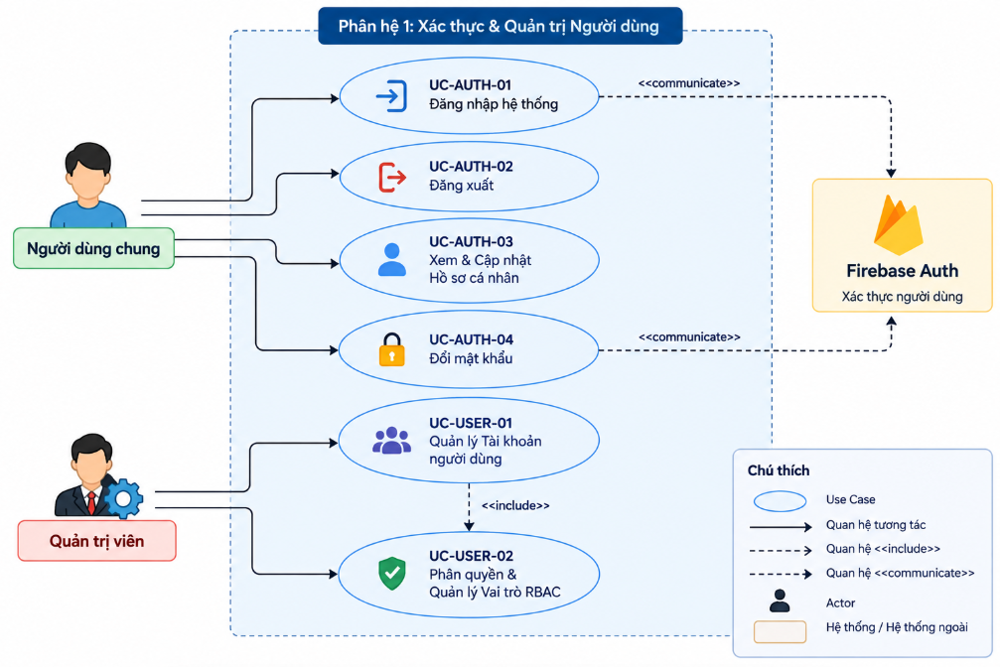 Phân hệ 1: Xác thực & Quản trị Người dùng
UC-AUTH-01
Đăng nhập hệ thống
<<communicate>>
UC-AUTH-02
Đăng xuất
Người dùng chung
UC-AUTH-03
Xem & Cập nhật
Hồ sơ cá nhân
Firebase Auth
Xác thực người dùng
UC-AUTH-04
Đổi mật khẩu
<<communicate>>
UC-USER-01
Quản lý Tài khoản
người dùng
<<include>>
Quản trị viên
UC-USER-02
Phân quyền &
Quản lý Vai trò RBAC
Chú thích
Use Case
Quan hệ tương tác
Quan hệ <<include>>
Quan hệ <<communicate>>
Actor
Hệ thống / Hệ thống ngoài